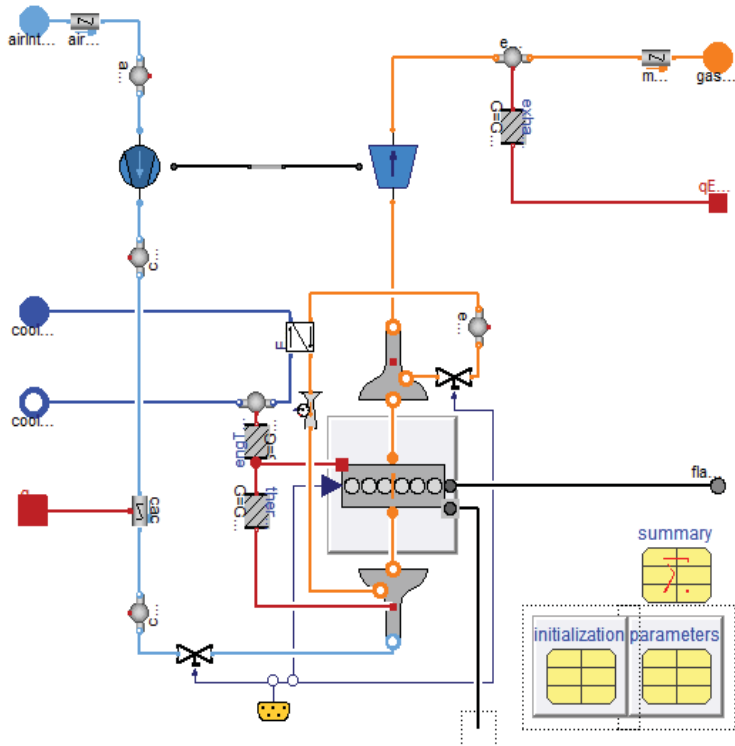 airInt...
air...
a...
e...
m...
gas...
exha
G=G...
qE...
...c
cool...
e...
cool...
engT...
ther
G=G...
cac
fla...
...c
summary
initialization
parameters